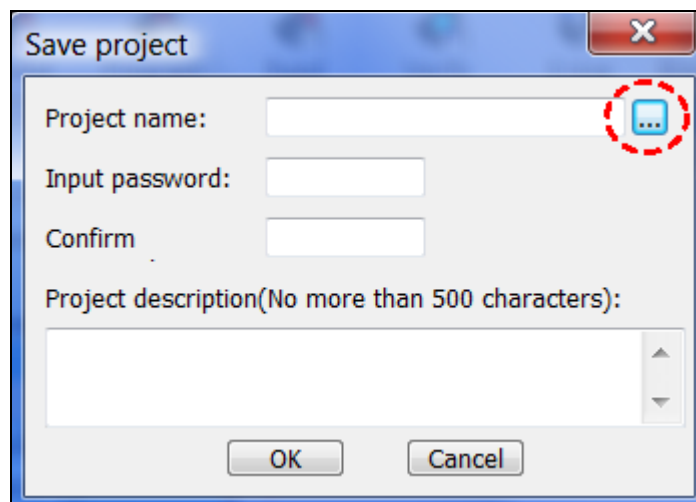 Save project
Project name:
...
Input password:
Confirm
Project description(No more than 500 characters):
OK
Cancel